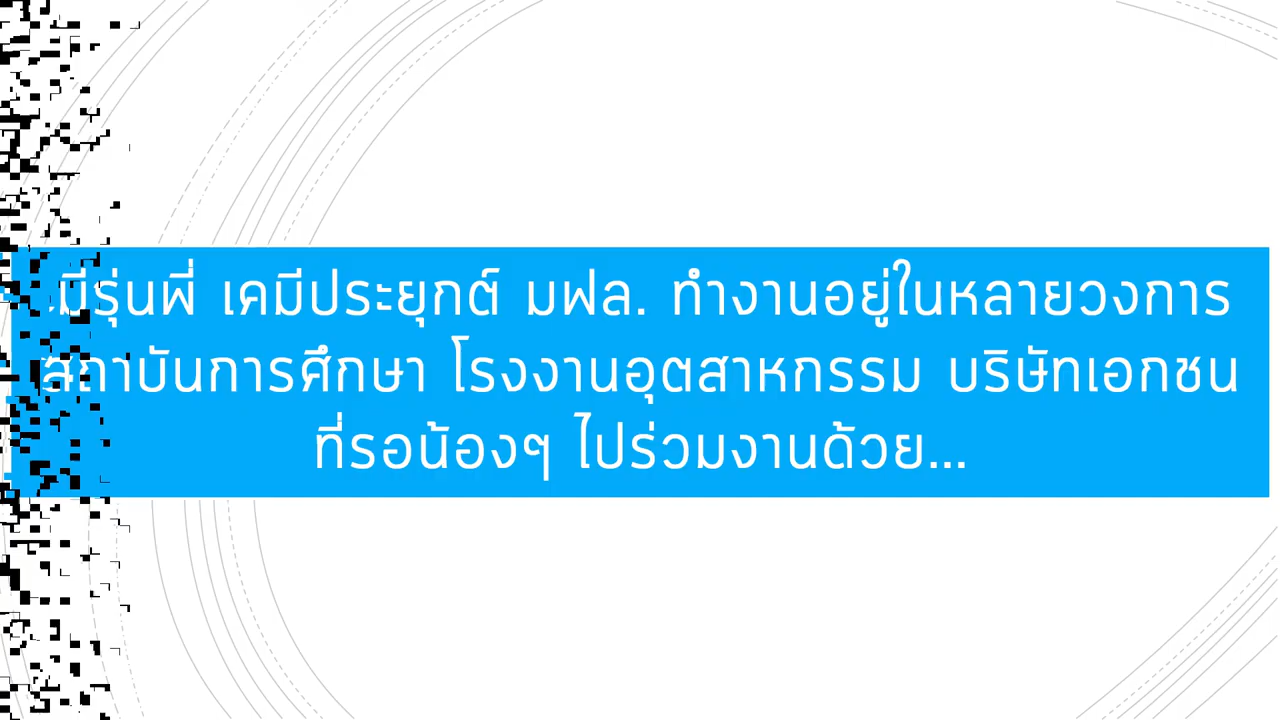 มีรุ่นพี่ เคมีประยุกต์ มฟล. ทำงานอยู่ในหลายวงการ
สถาบันการศึกษา โรงงานอุตสาหกรรม บริษัทเอกชน
ที่รอน้องๆ ไปร่วมงานด้วย...